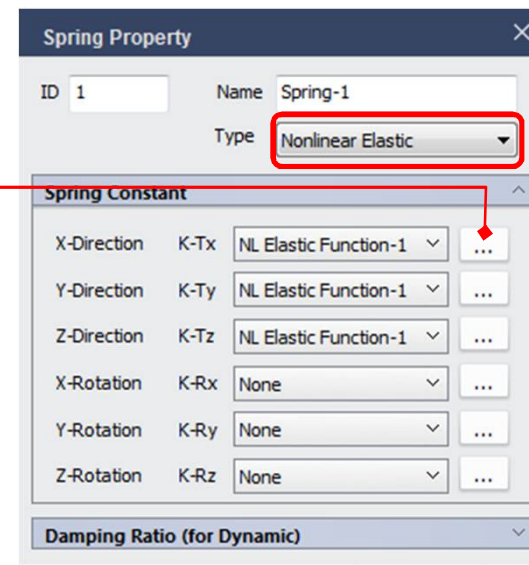 Spring Property
ID 1 Name Spring-1
Type Nonlinear Elastic
Spring Constant
X-Direction K-Tx NL Elastic Function-1 ...
Y-Direction K-Ty NL Elastic Function-1 ...
Z-Direction K-Tz NL Elastic Function-1 ...
X-Rotation K-Rx None ...
Y-Rotation K-Ry None ...
Z-Rotation K-Rz None ...
Damping Ratio (for Dynamic)